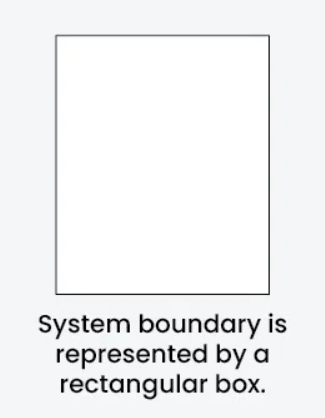 System boundary is
represented by a
rectangular box.